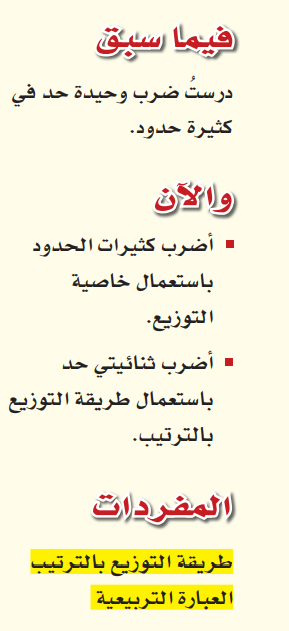 فيما سبق
درستُ ضرب وحيدة حد في
كثيرة حدود.
والآن
أضرب كثيرات الحدود
باستعمال خاصية
التوزيع.
أضرب ثنائيتي حد
باستعمال طريقة التوزيع
بالترتيب.
المفردات
طريقة التوزيع بالترتيب
العبارة التربيعية